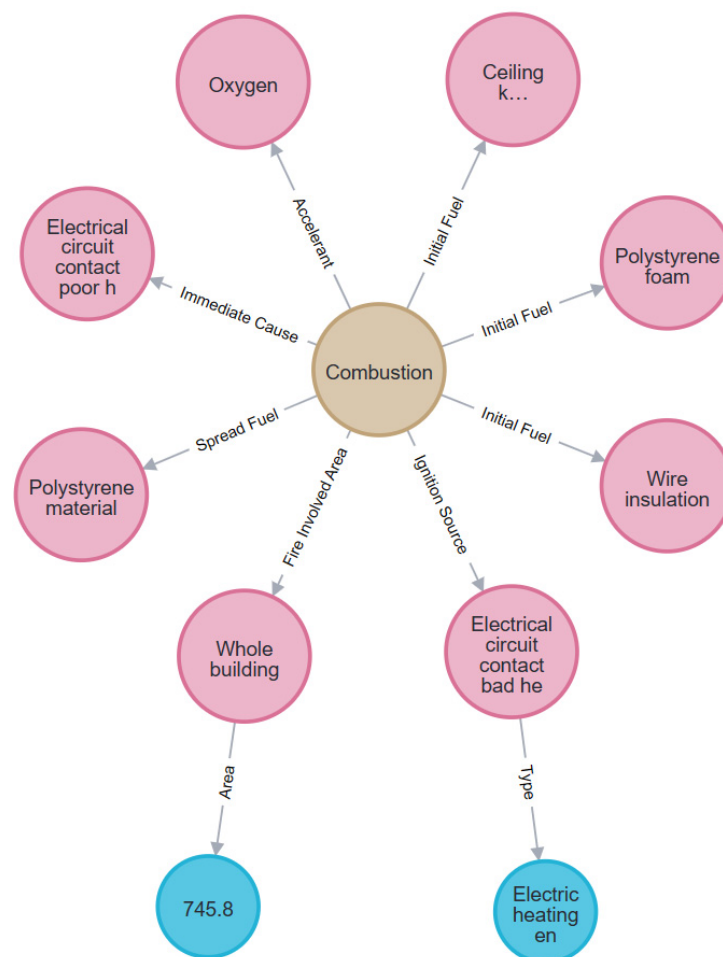 Oxygen
Ceiling
k…
Accelerant
Initial Fuel
Electrical
circuit
contact
poor h
Immediate Cause
Polystyrene
foam
Initial Fuel
Combustion
Spread Fuel
Initial Fuel
Polystyrene
material
Wire
insulation
Fire Involved Area
Ignition Source
Whole
building
Electrical
circuit
contact
bad he
Area
Type
745.8
Electric
heating
en